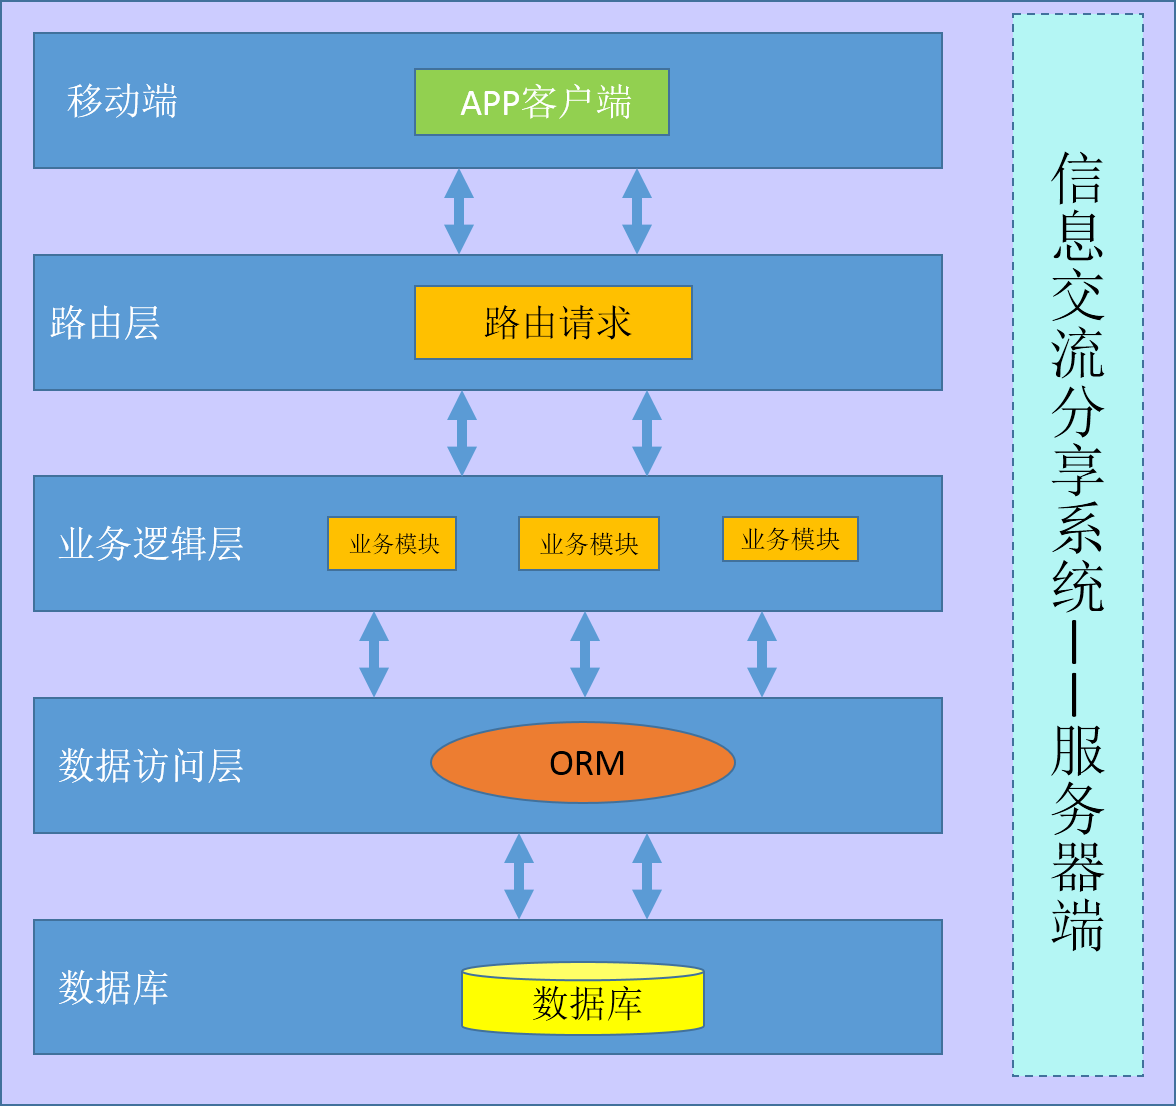 移动端
APP客户端
路由层
路由请求
业务逻辑层
业务模块
业务模块
业务模块
数据访问层
ORM
数据库
数据库
信息交流分享系统——服务器端